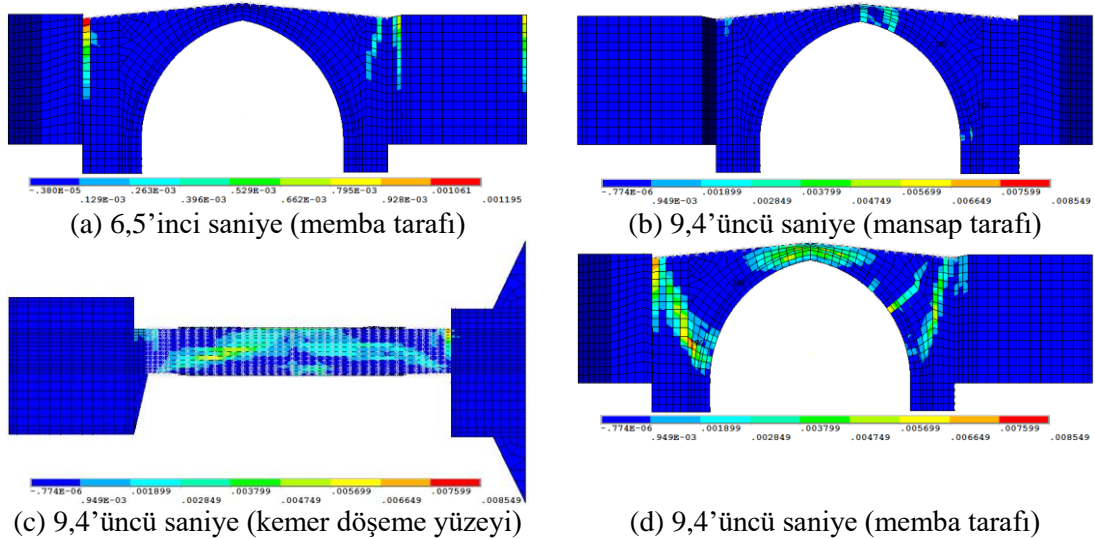 -.380E-05 .263E-03 .529E-03 .795E-03 .001061
.129E-03 .396E-03 .662E-03 .928E-03 .001195
(a) 6,5’inci saniye (memba tarafı)
-.774E-06 .001899 .003799 .005699 .007599
.949E-03 .002849 .004749 .006649 .008549
(b) 9,4’üncü saniye (mansap tarafı)
-.774E-06 .001899 .003799 .005699 .007599
.949E-03 .002849 .004749 .006649 .008549
(c) 9,4’üncü saniye (kemer döşeme yüzeyi)
-.774E-06 .001899 .003799 .005699 .007599
.949E-03 .002849 .004749 .006649 .008549
(d) 9,4’üncü saniye (memba tarafı)